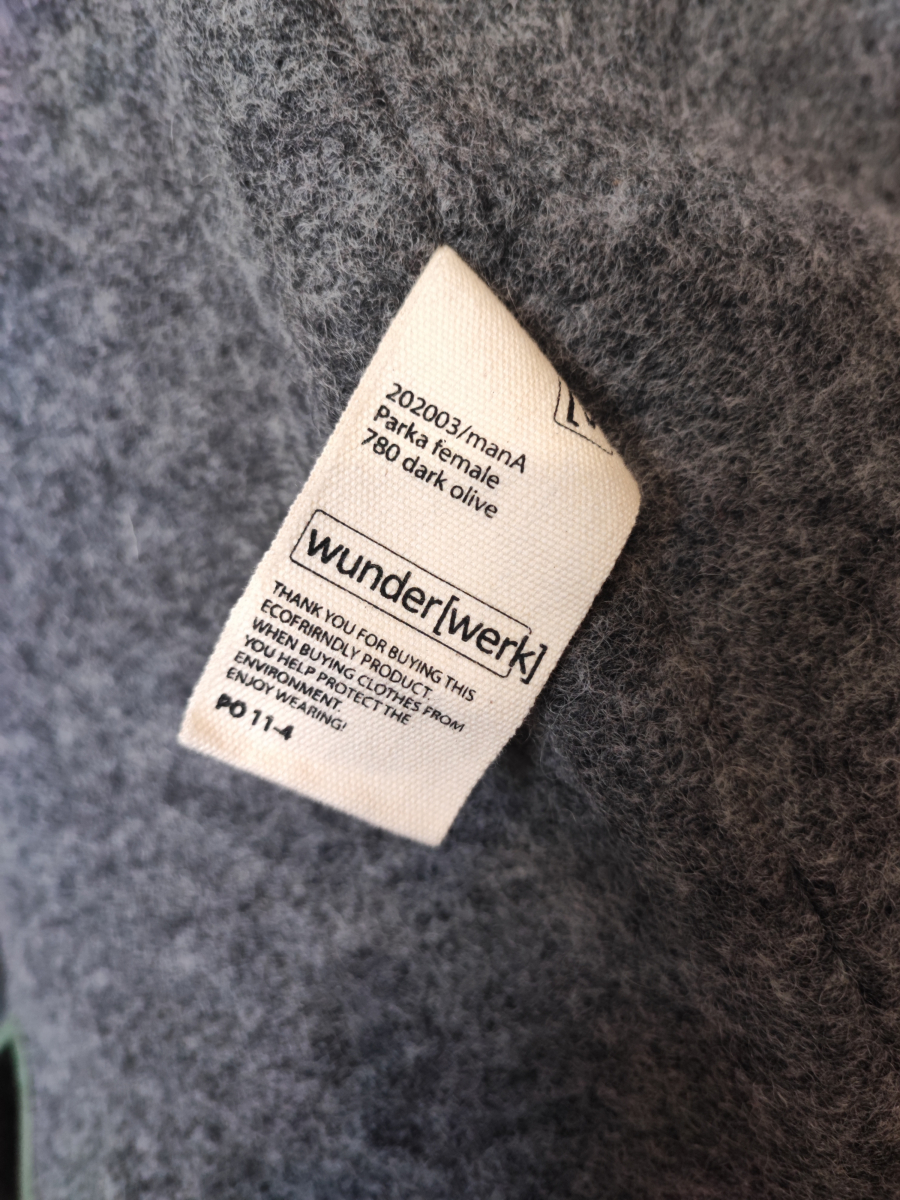 202003/manA
Parka female
780 dark olive
wunder[werk]
THANK YOU FOR BUYING THIS
ECOFRIRNDLY PRODUCT.
WHEN BUYING CLOTHES FROM
YOU HELP PROTECT THE
ENVIRONMENT.
ENJOY WEARING!
PO 11-4